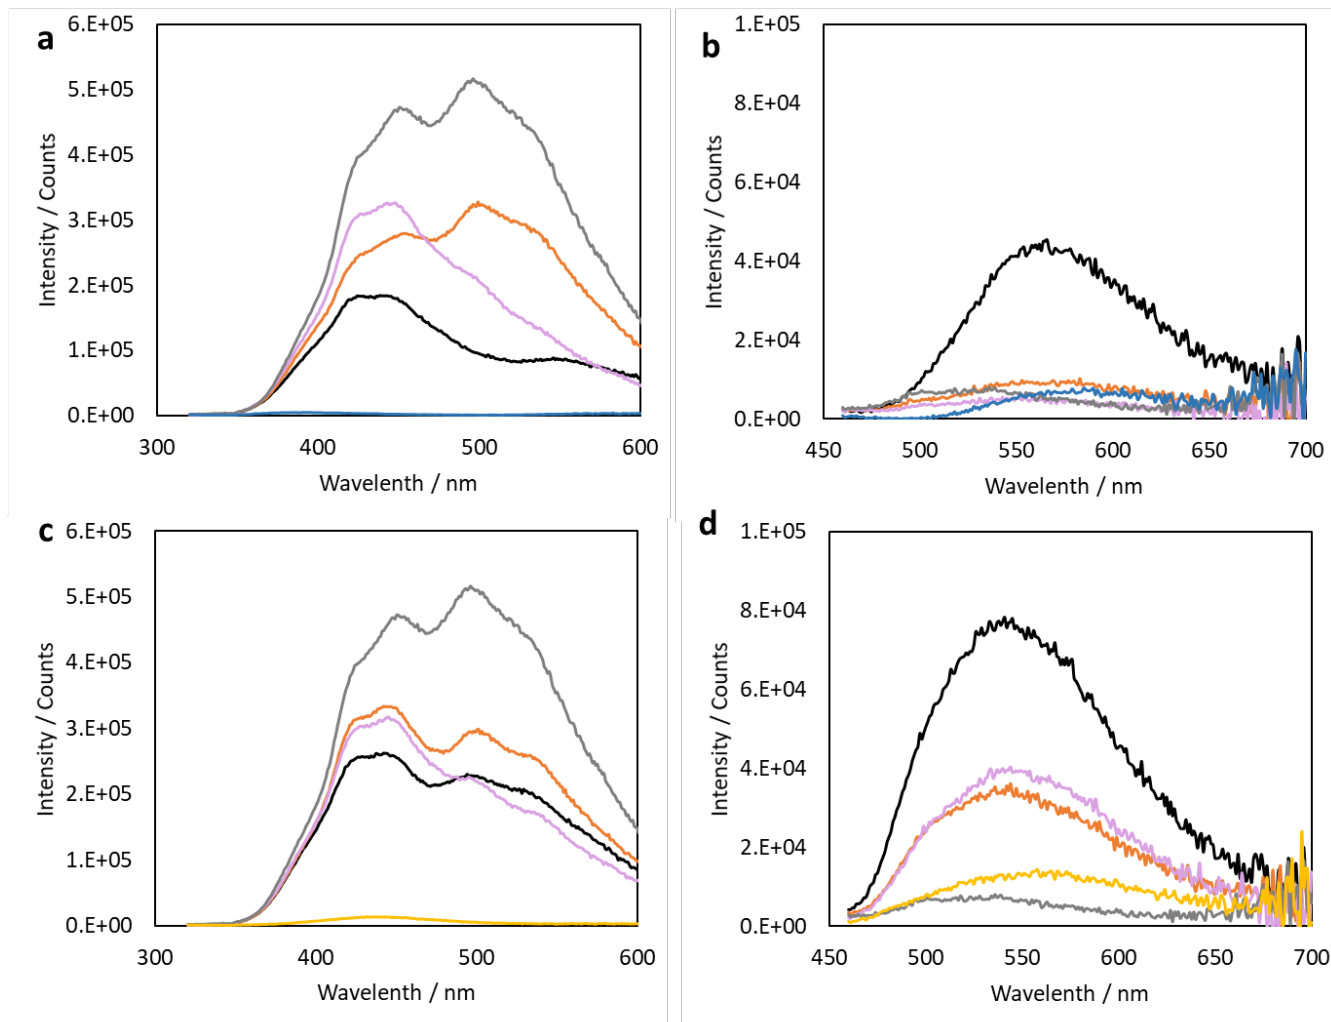 a
6.E+05
5.E+05
4.E+05
3.E+05
2.E+05
1.E+05
0.E+00
Intensity / Counts
300 400 500 600
Wavelenth / nm
b
1.E+05
8.E+04
6.E+04
4.E+04
2.E+04
0.E+00
Intensity / Counts
450 500 550 600 650 700
Wavelenth / nm
c
6.E+05
5.E+05
4.E+05
3.E+05
2.E+05
1.E+05
0.E+00
Intensity / Counts
300 400 500 600
Wavelenth / nm
d
1.E+05
8.E+04
6.E+04
4.E+04
2.E+04
0.E+00
Intensity / Counts
450 500 550 600 650 700
Wavelenth / nm